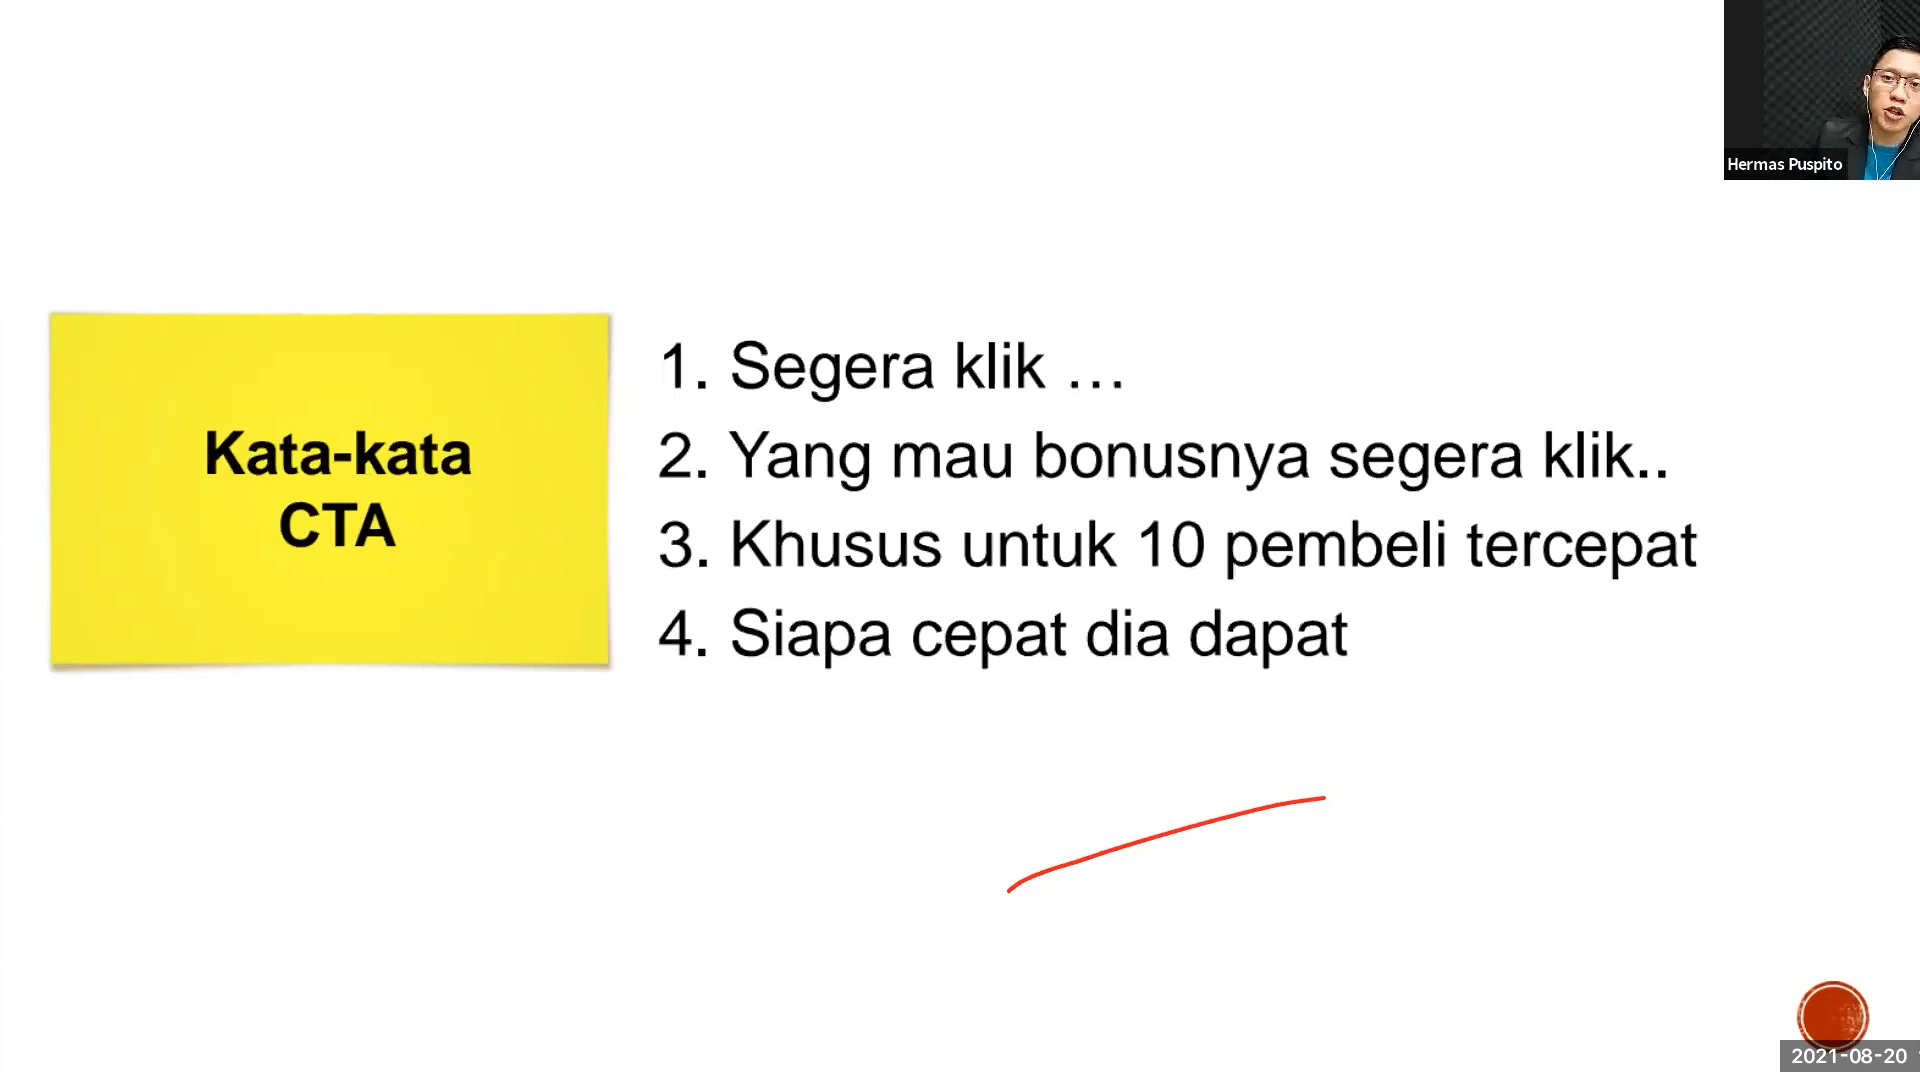 Hermas Puspito
Kata-kata
CTA
1. Segera klik …
2. Yang mau bonusnya segera klik..
3. Khusus untuk 10 pembeli tercepat
4. Siapa cepat dia dapat
2021-08-20